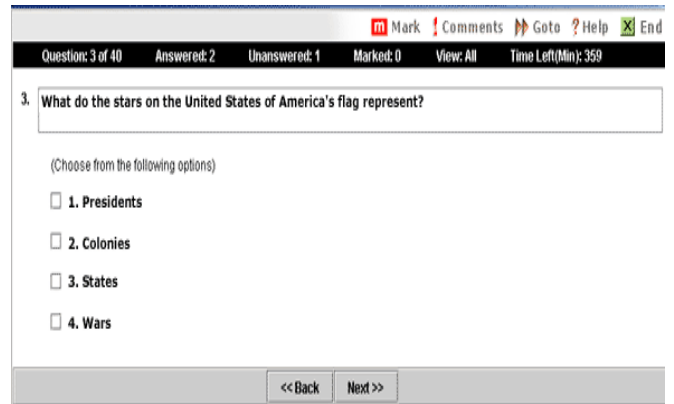 m Mark ! Comments Goto ? Help X End
Question: 3 of 40 Answered: 2 Unanswered: 1 Marked: 0 View: All Time Left(Min): 359
3. What do the stars on the United States of America's flag represent?
(Choose from the following options)
1. Presidents
2. Colonies
3. States
4. Wars
<< Back Next >>